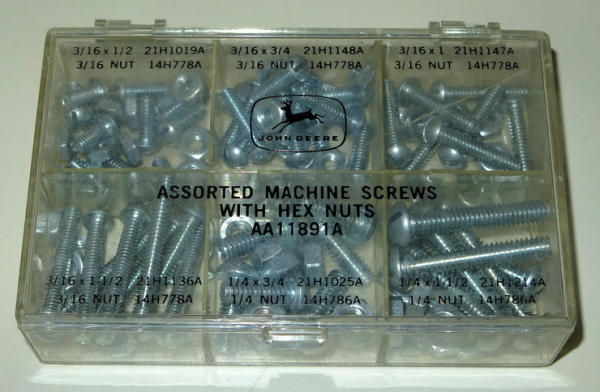 3/16 x 1/2 21H1019A
3/16 NUT 14H778A
3/16 x 3/4 21H1148A
3/16 NUT 14H778A
3/16 x 1 21H1147A
3/16 NUT 14H778A
JOHN DEERE
ASSORTED MACHINE SCREWS
WITH HEX NUTS
AA11891A
3/16 x 1-1/2 21H1136A
3/16 NUT 14H778A
1/4 x 3/4 21H1025A
1/4 NUT 14H786A
1/4 x 1-1/2 21H1214A
1/4 NUT 14H786A